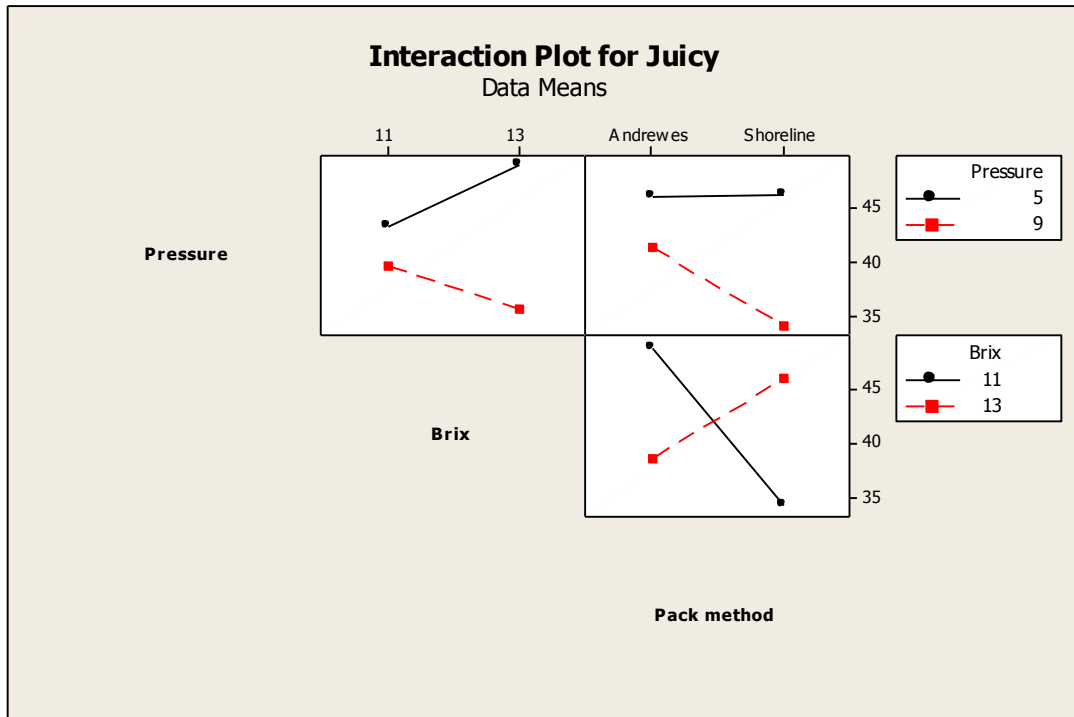 Interaction Plot for Juicy
Data Means
11 13 Andrewes Shoreline
Pressure
5
9
45
40
35
Pressure
Brix
11
13
45
40
35
Brix
Pack method